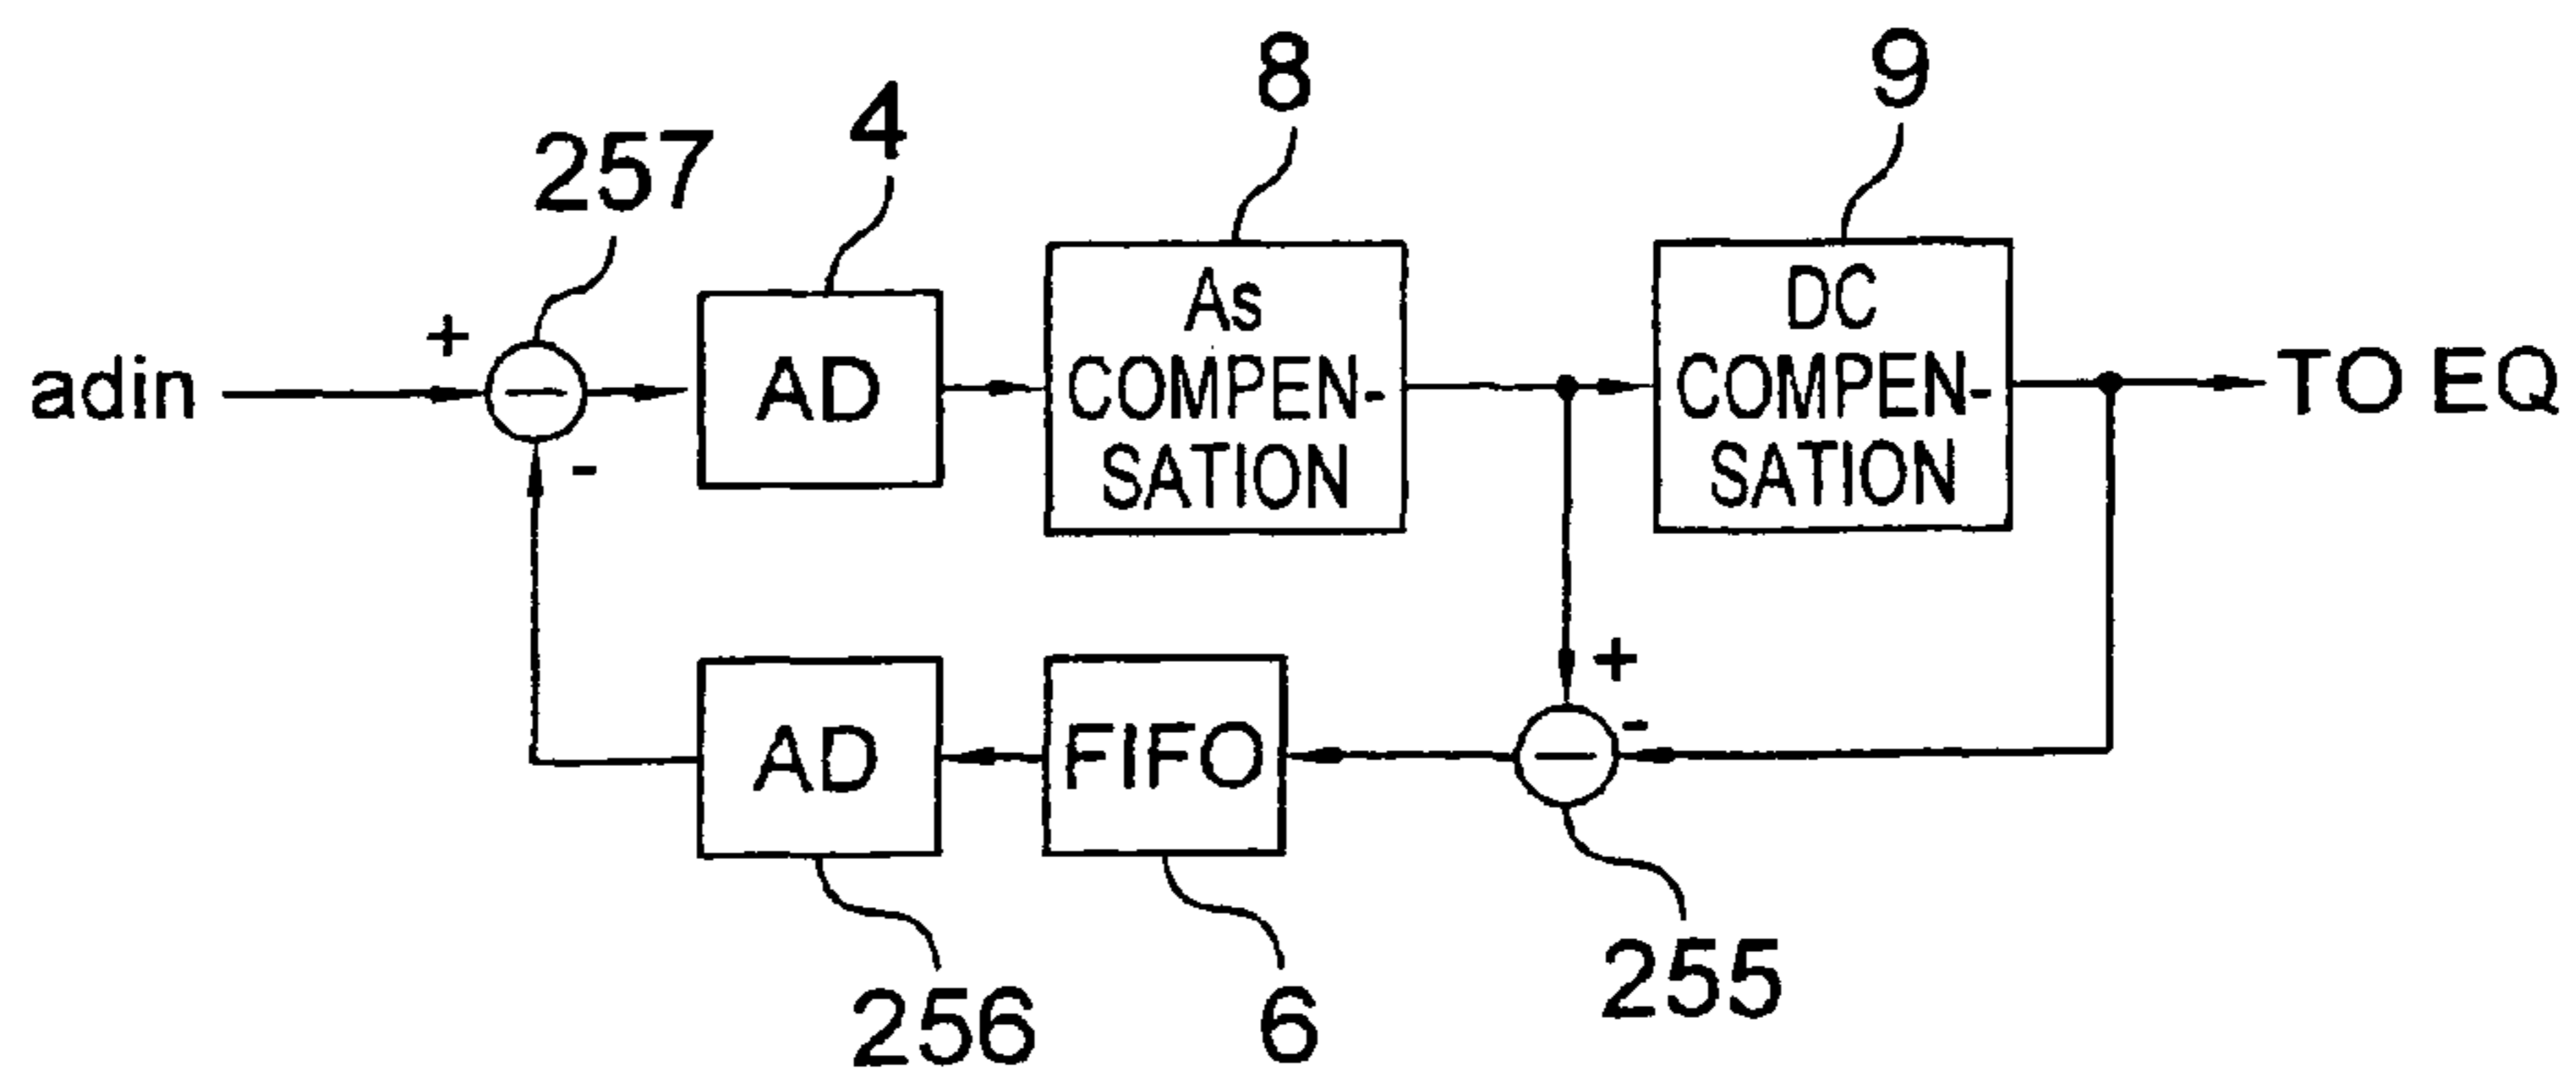 257
4
8
9
adin
+
-
AD
As
COMPEN-
SATION
DC
COMPEN-
SATION
TO EQ
AD
FIFO
+
-
256
6
255